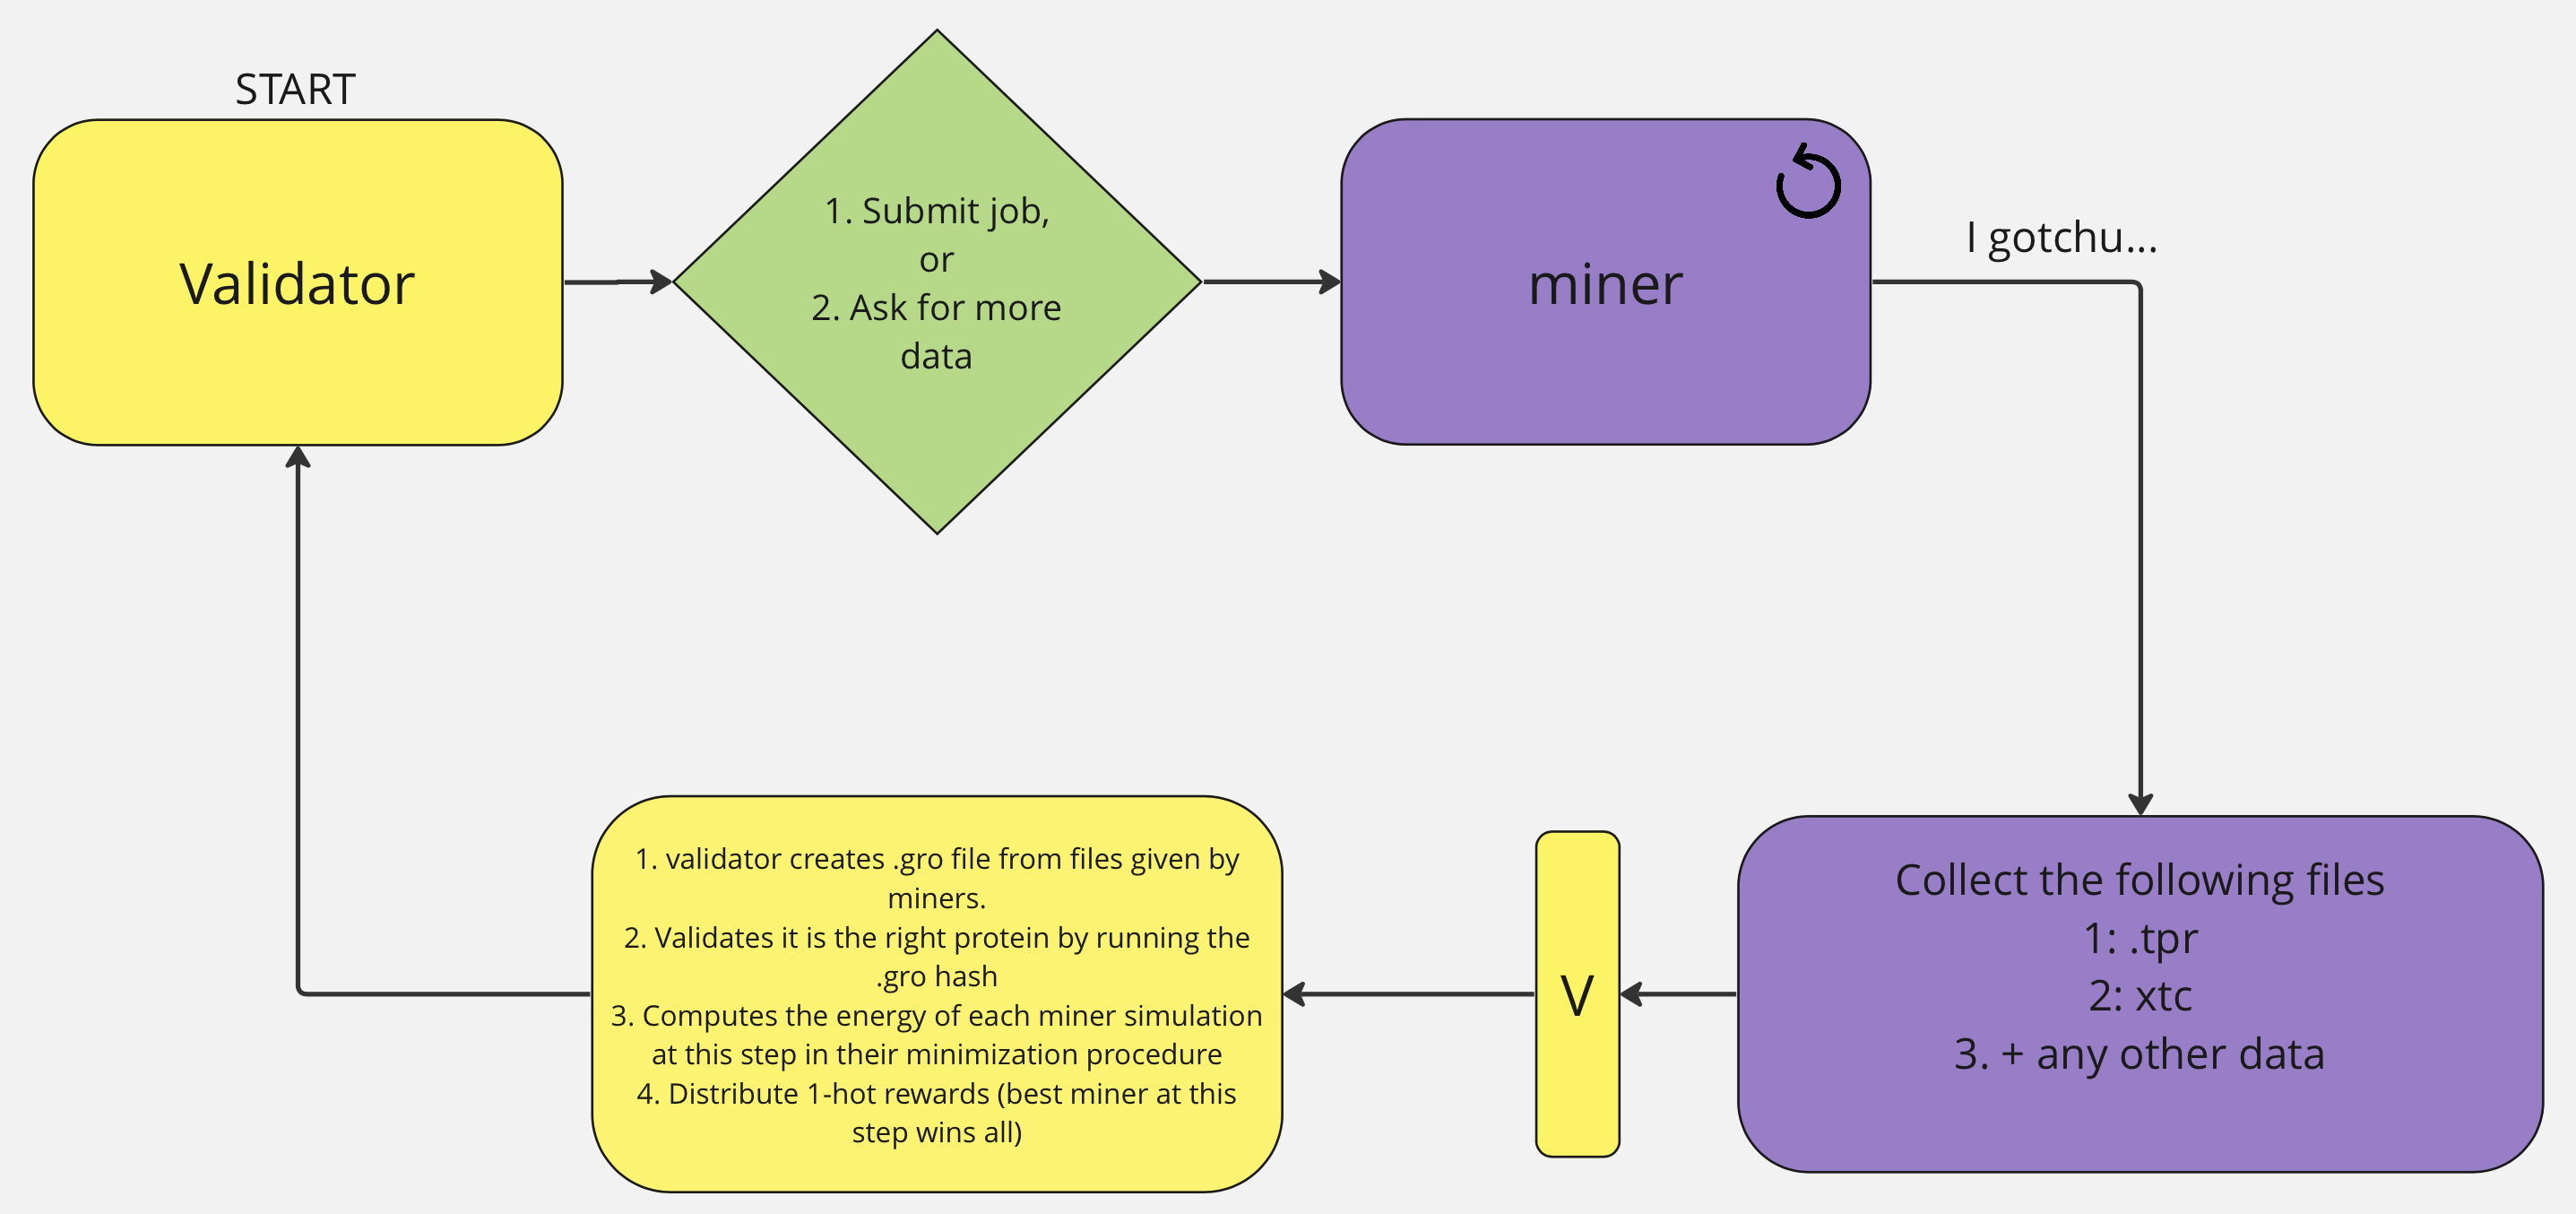 START
Validator
1. Submit job,
or
2. Ask for more
data
miner
I gotchu...
Collect the following files
1: .tpr
2: xtc
3. + any other data
V
1. validator creates .gro file from files given by
miners.
2. Validates it is the right protein by running the
.gro hash
3. Computes the energy of each miner simulation
at this step in their minimization procedure
4. Distribute 1-hot rewards (best miner at this
step wins all)